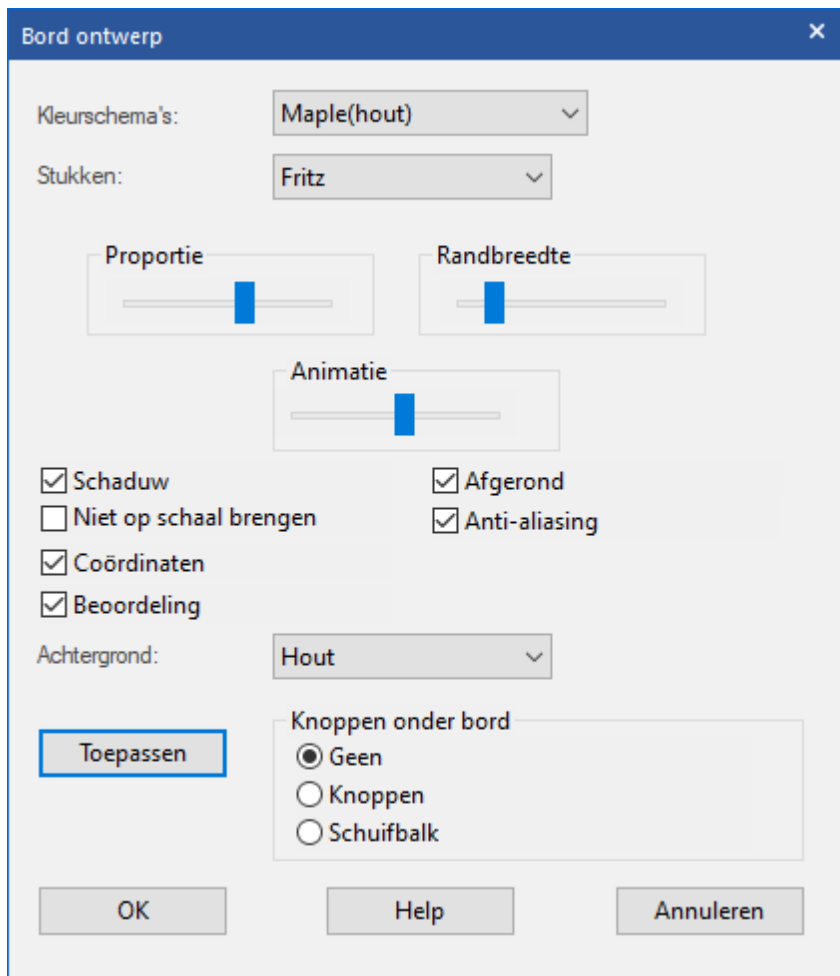 Bord ontwerp
Kleurschema's: Maple(hout)
Stukken: Fritz
Proportie Randbreedte
Animatie
Schaduw Afgerond
Niet op schaal brengen Anti-aliasing
Coördinaten
Beoordeling
Achtergrond: Hout
Knoppen onder bord
Toepassen Geen
Knoppen
Schuifbalk
OK Help Annuleren